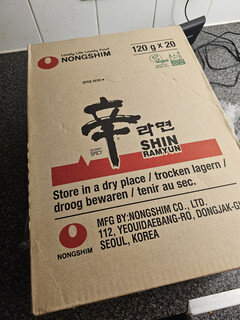 Lovely Life Lovely Food
NONGSHIM
120 g x 20
OPEN HERE
辛라면
SHIN
RAMYUN
SPICY
Store in a dry place / trocken lagern /
droog bewaren / tenir au sec.
NONGSHIM
MFG BY:NONGSHIM CO., LTD.
112, YEOUIDAEBANG-RO, DONGJAK-G
SEOUL, KOREA